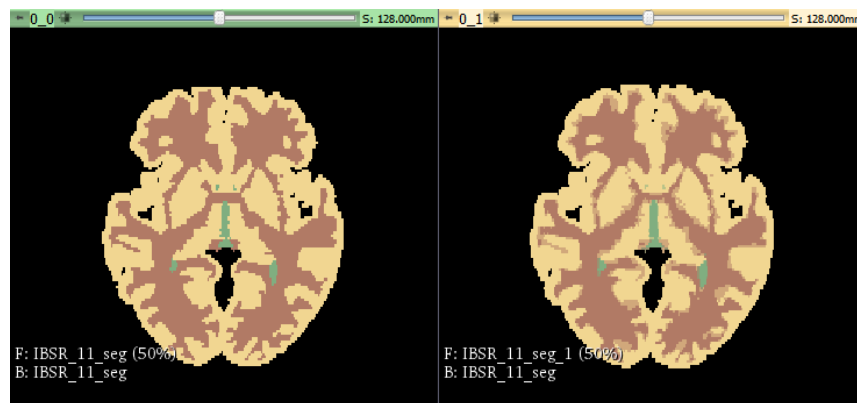 0_0
S: 128.000mm
0_1
S: 128.000mm
F: IBSR_11_seg (50%)
B: IBSR_11_seg
F: IBSR_11_seg_1 (50%)
B: IBSR_11_seg